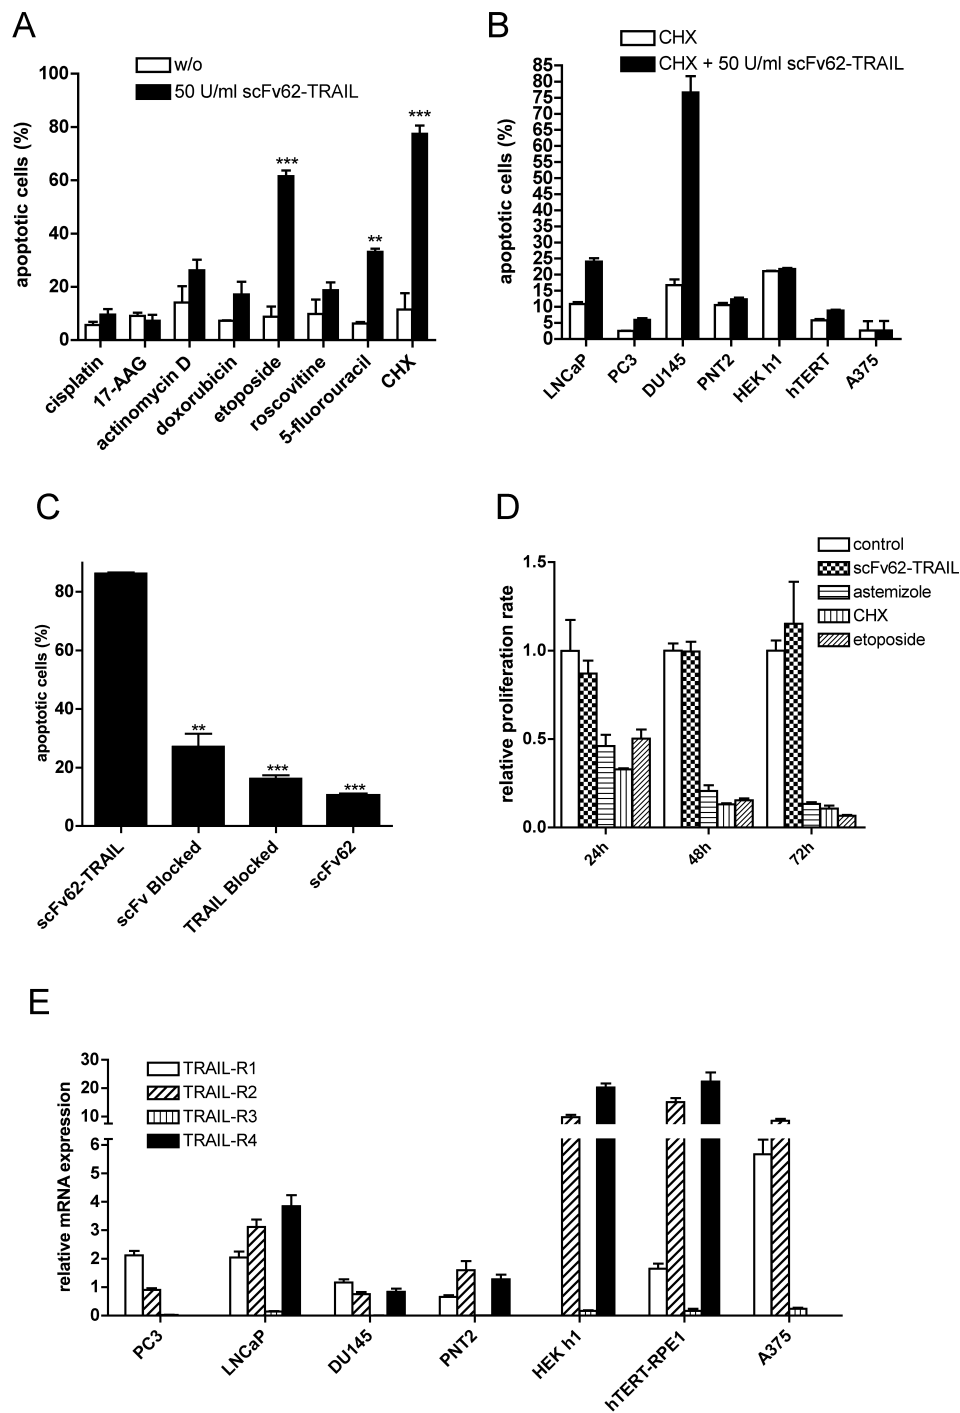 A
w/o
50 U/ml scFv62-TRAIL
apoptotic cells (%)
100
80
60
40
20
0
***
**
***
cisplatin
17-AAG
actinomycin D
doxorubicin
etoposide
roscovitine
5-fluorouracil
CHX
B
CHX
CHX + 50 U/ml scFv62-TRAIL
apoptotic cells (%)
85
80
75
70
65
60
55
50
45
40
35
30
25
20
15
10
5
0
LNCaP
PC3
DU145
PNT2
HEK h1
hTERT
A375
C
apoptotic cells (%)
80
60
40
20
0
**
***
***
scFv62-TRAIL
scFv Blocked
TRAIL Blocked
scFv62
D
control
scFv62-TRAIL
astemizole
CHX
etoposide
relative proliferation rate
1.5
1.0
0.5
0.0
24h
48h
72h
E
TRAIL-R1
TRAIL-R2
TRAIL-R3
TRAIL-R4
relative mRNA expression
30
20
10
6
5
4
3
2
1
0
PC3
LNCaP
DU145
PNT2
HEK h1
hTERT-RPE1
A375